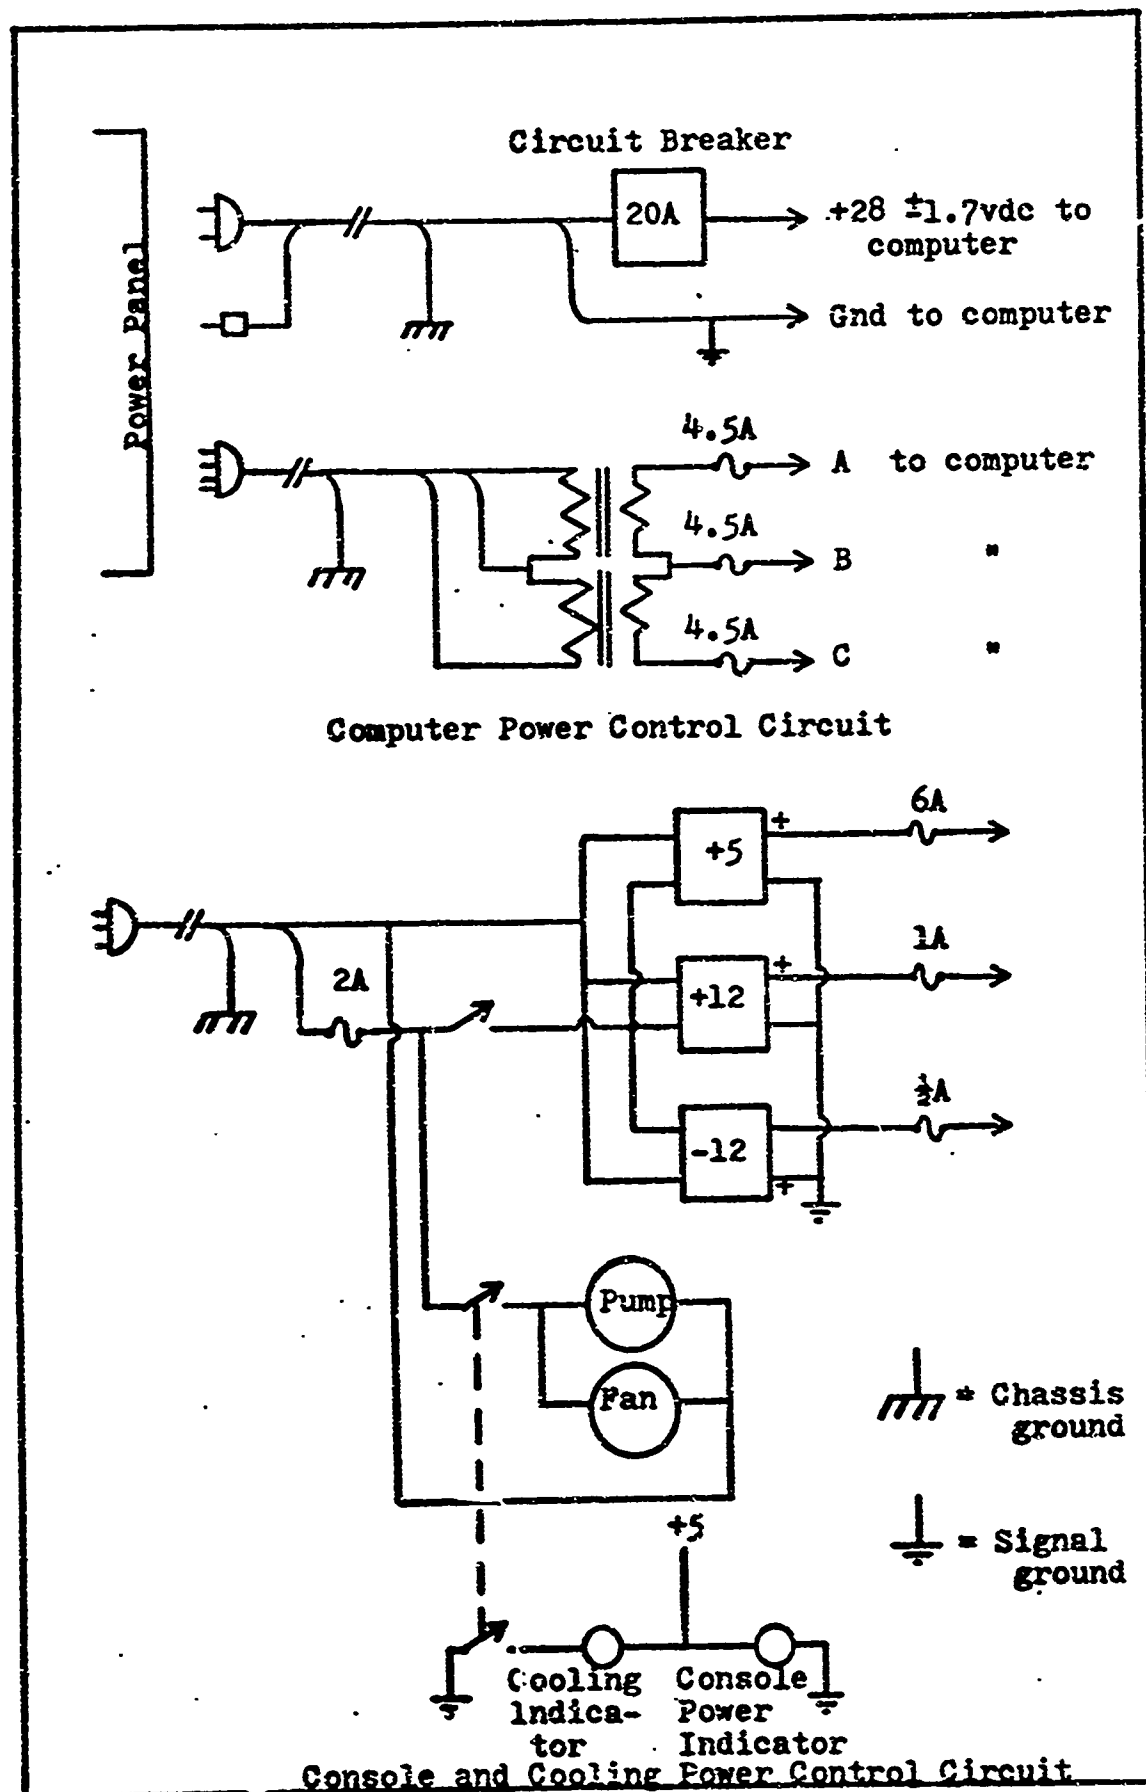 Circuit Breaker
Power Panel
20A
+28 ±1.7vdc to
computer
Gnd to computer
4.5A
A to computer
4.5A
B "
4.5A
C "
Computer Power Control Circuit
6A
+
+5
1A
+
2A
+12
½A
-12
+
Pump
Fan
= Chassis
ground
+5
= Signal
ground
Cooling
Indica-
tor
Console
Power
Indicator
Console and Cooling Power Control Circuit